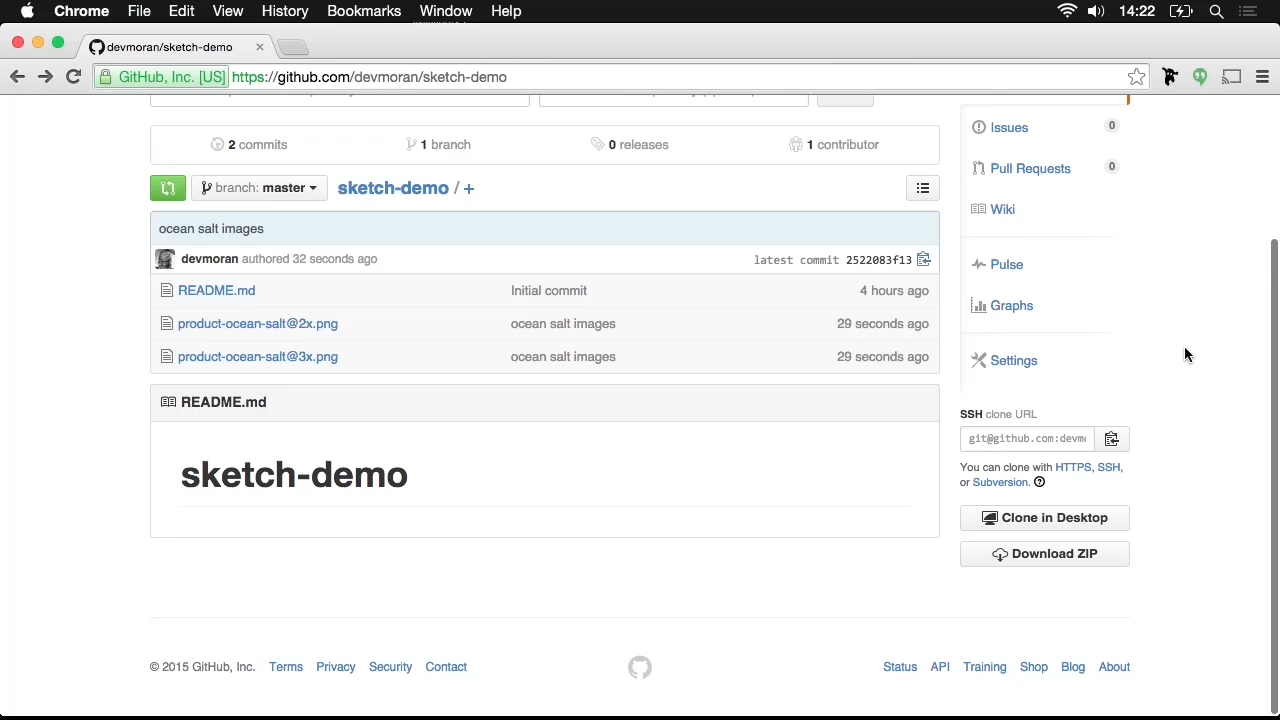 Chrome File Edit View History Bookmarks Window Help 14:22
devmoran/sketch-demo
GitHub, Inc. [US] https://github.com/devmoran/sketch-demo
2 commits 1 branch 0 releases 1 contributor
branch: master sketch-demo / +
ocean salt images
devmoran authored 32 seconds ago latest commit 2522083f13
README.md Initial commit 4 hours ago
product-ocean-salt@2x.png ocean salt images 29 seconds ago
product-ocean-salt@3x.png ocean salt images 29 seconds ago
README.md
sketch-demo
Issues 0
Pull Requests 0
Wiki
Pulse
Graphs
Settings
SSH clone URL
git@github.com:devmo
You can clone with HTTPS, SSH,
or Subversion.
Clone in Desktop
Download ZIP
© 2015 GitHub, Inc. Terms Privacy Security Contact Status API Training Shop Blog About